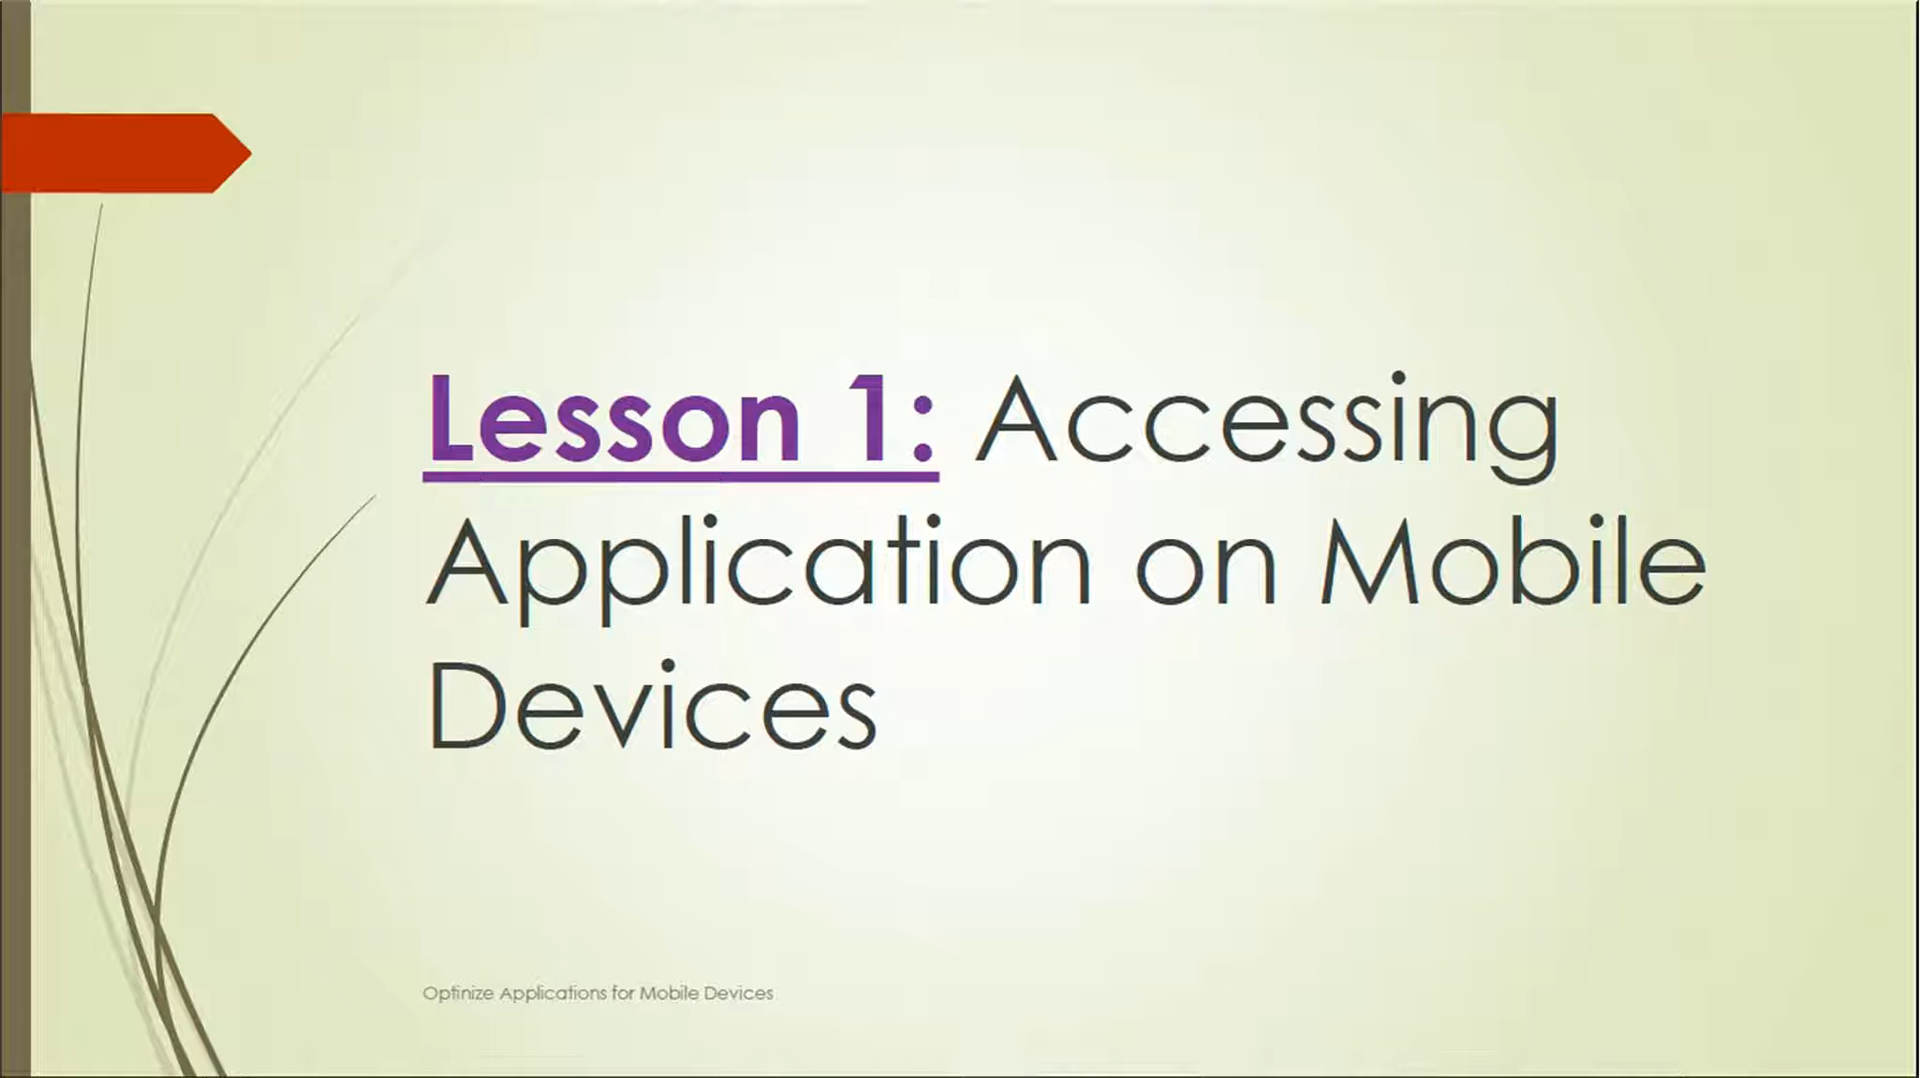 Lesson 1: Accessing
Application on Mobile
Devices
Optinize Applications for Mobile Devices